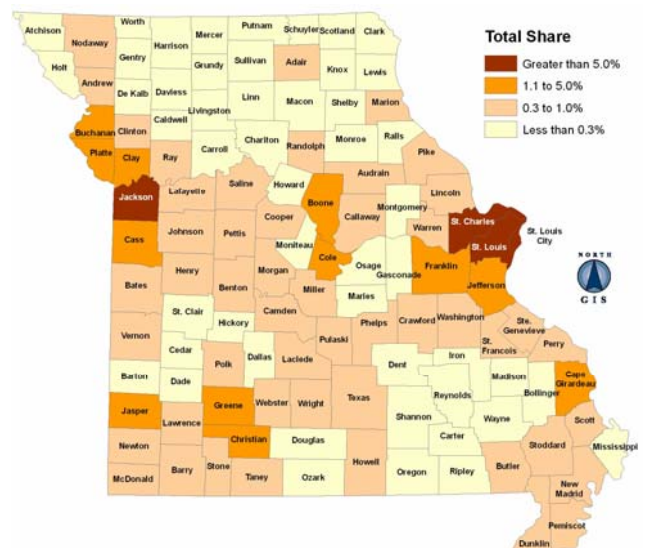 Total Share
Greater than 5.0%
1.1 to 5.0%
0.3 to 1.0%
Less than 0.3%
Atchison
Nodaway
Worth
Harrison
Mercer
Putnam
Schuyler
Scotland
Clark
Holt
Andrew
Gentry
Grundy
Sullivan
Adair
Knox
Lewis
De Kalb
Daviess
Livingston
Linn
Macon
Shelby
Marion
Buchanan
Clinton
Caldwell
Carroll
Charlton
Randolph
Monroe
Ralls
Platte
Clay
Ray
Pike
Audrain
Jackson
Lafayette
Saline
Howard
Boone
Callaway
Montgomery
Lincoln
Warren
St. Charles
St. Louis
St. Louis
City
Cass
Johnson
Pettis
Cooper
Moniteau
Cole
Osage
Gasconade
Franklin
Jefferson
NORTH
GIS
Bates
Henry
Benton
Morgan
Miller
Maries
St. Clair
Hickory
Camden
Pulaski
Phelps
Crawford
Washington
St.
Francois
Ste.
Genevieve
Perry
Vernon
Cedar
Polk
Dallas
Laclede
Dent
Iron
Madison
Bollinger
Cape
Girardeau
Barton
Dade
Jasper
Greene
Webster
Wright
Texas
Shannon
Reynolds
Wayne
Scott
Mississippi
Lawrence
Christian
Douglas
Carter
Stoddard
Newton
McDonald
Barry
Stone
Taney
Ozark
Howell
Oregon
Ripley
Butler
New
Madrid
Pemiscot
Dunklin